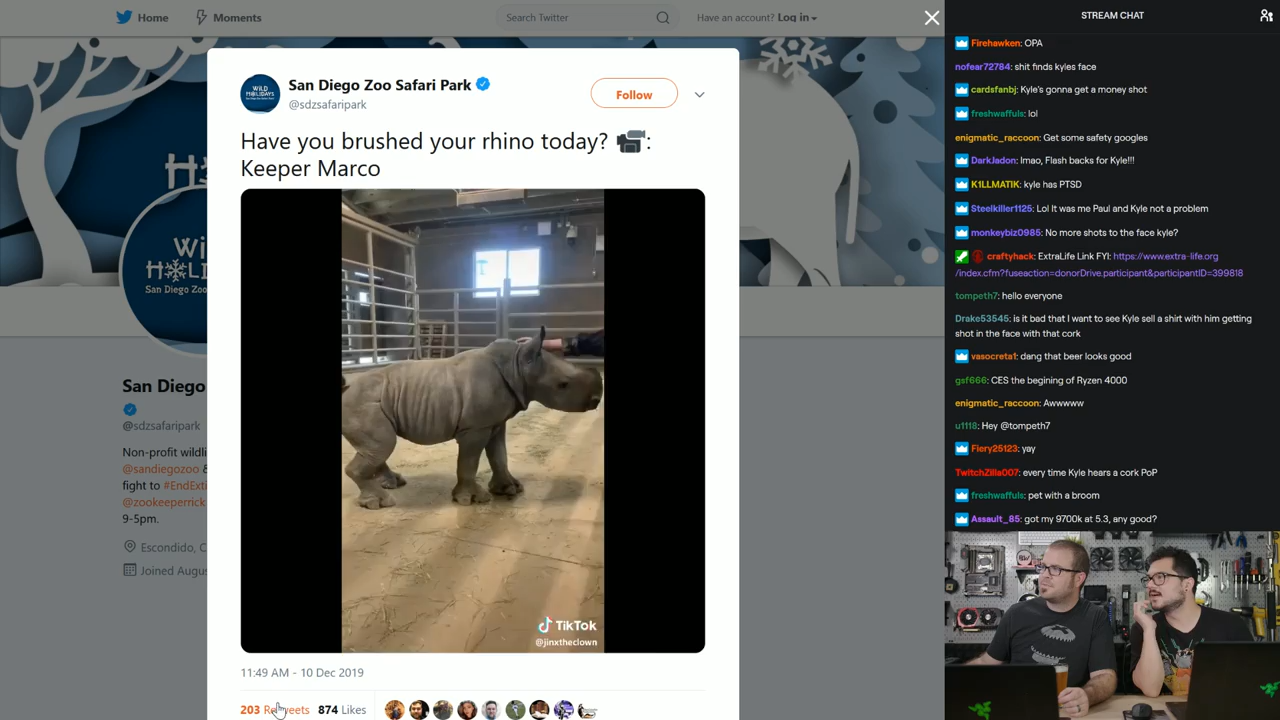 Home
Moments
Search Twitter
Have an account? Log in
San Diego Zoo Safari Park
@sdzsafaripark
Follow
Have you brushed your rhino today? :
Keeper Marco
TikTok
@jinxtheclown
11:49 AM - 10 Dec 2019
203 Retweets 874 Likes
WiLD
HOLiDAYS
San Diego Zoo
San Diego
@sdzsafaripark
Non-profit wildli
@sandiegozoo &
fight to #EndExti
@zookeeperrick
9-5pm.
Escondido, C
Joined Augu
STREAM CHAT
Firehawken: OPA
nofear72784: shit finds kyles face
cardsfanbj: Kyle's gonna get a money shot
freshwaffuls: lol
enigmatic_raccoon: Get some safety googles
DarkJadon: lmao, Flash backs for Kyle!!!
K1LLMATIK: kyle has PTSD
Steelkiller1125: Lol! It was me Paul and Kyle not a problem
monkeybiz0985: No more shots to the face kyle?
craftyhack: ExtraLife Link FYI: https://www.extra-life.org
/index.cfm?fuseaction=donorDrive.participant&participantID=399818
tompeth7: hello everyone
Drake53545: is it bad that I want to see Kyle sell a shirt with him getting
shot in the face with that cork
vasocreta1: dang that beer looks good
gsf666: CES the begining of Ryzen 4000
enigmatic_raccoon: Awwwww
u1118: Hey @tompeth7
Fiery25123: yay
TwitchZilla007: every time Kyle hears a cork PoP
freshwaffuls: pet with a broom
Assault_85: got my 9700k at 5.3, any good?